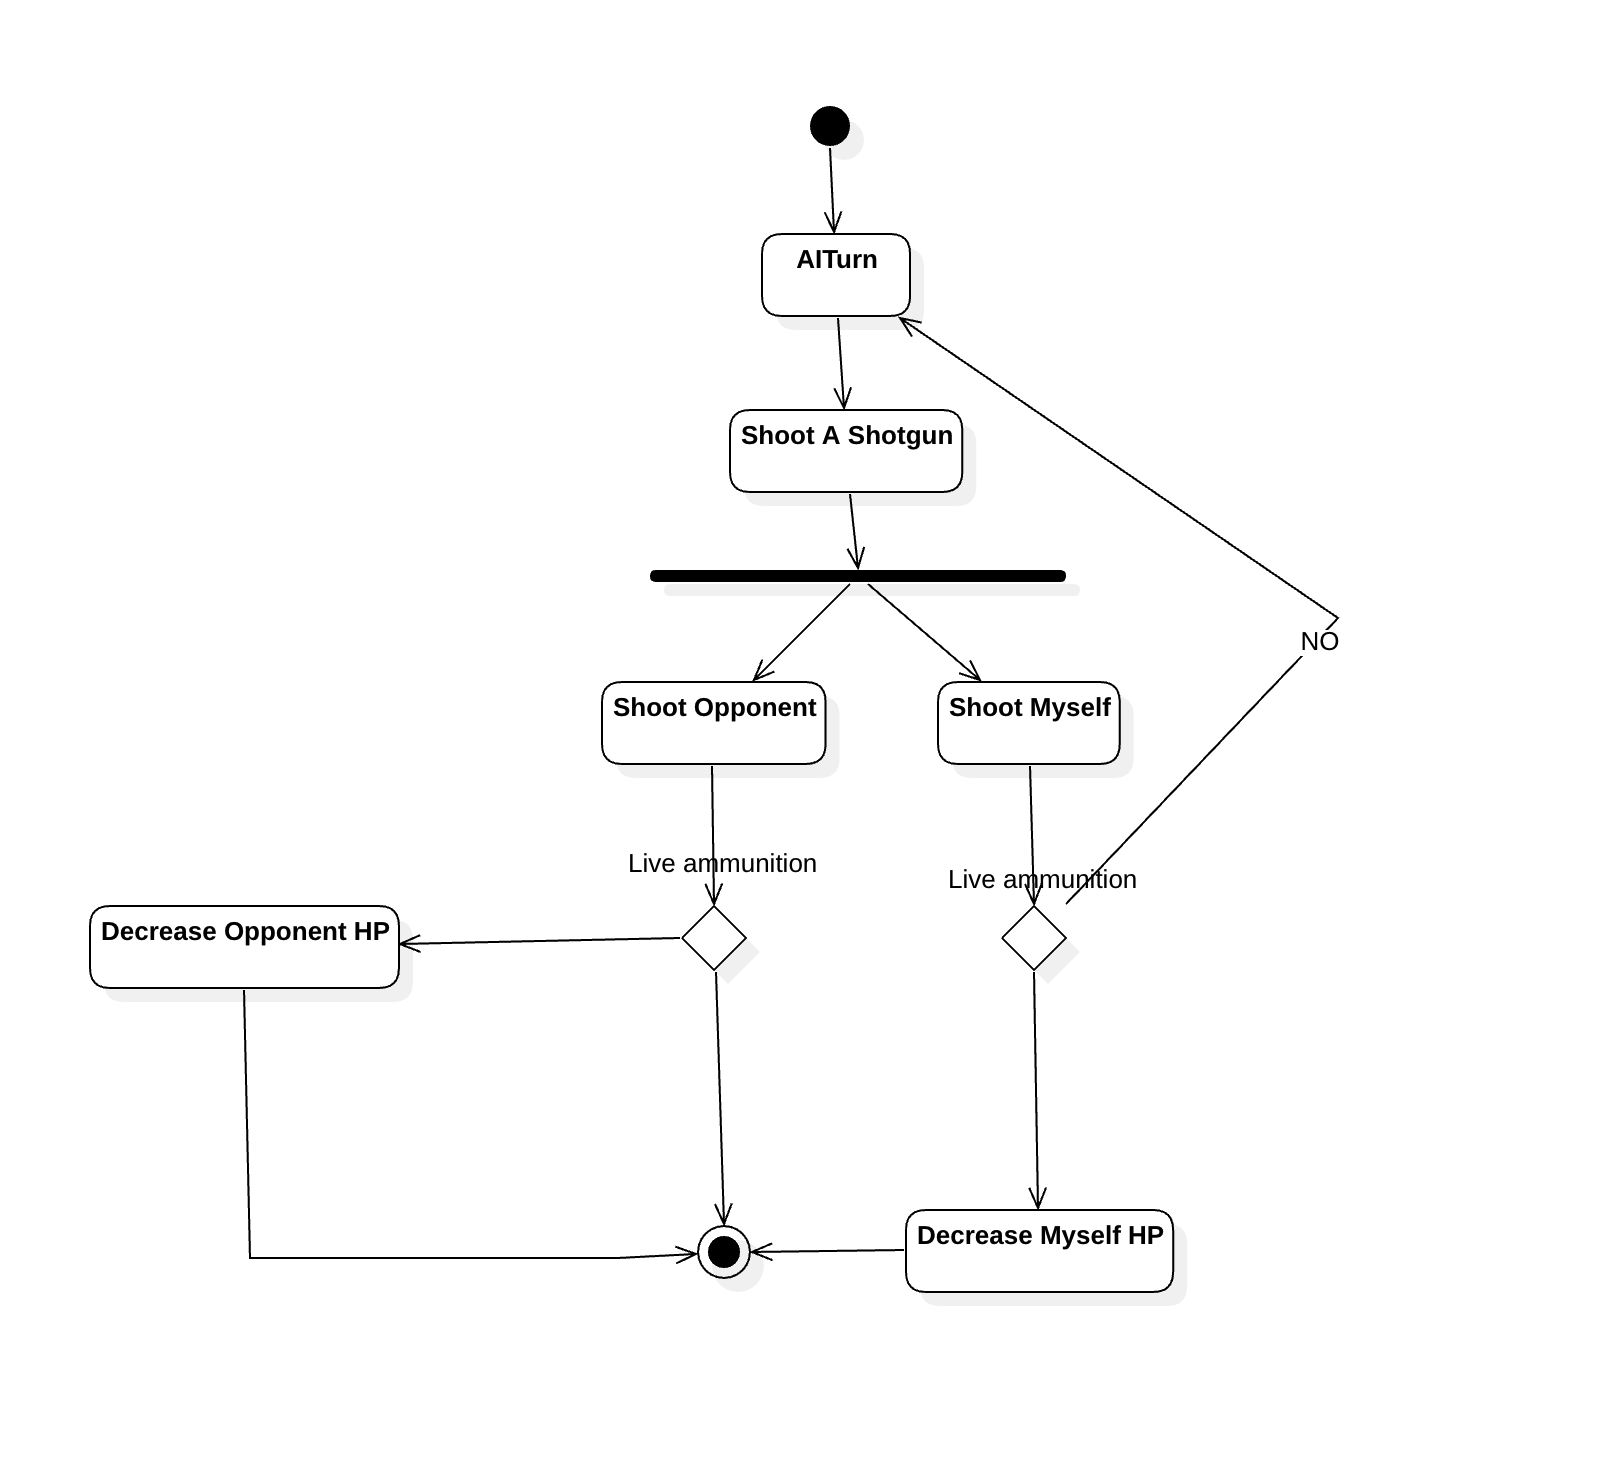 AITurn
Shoot A Shotgun
NO
Shoot Opponent
Shoot Myself
Live ammunition
Live ammunition
Decrease Opponent HP
Decrease Myself HP